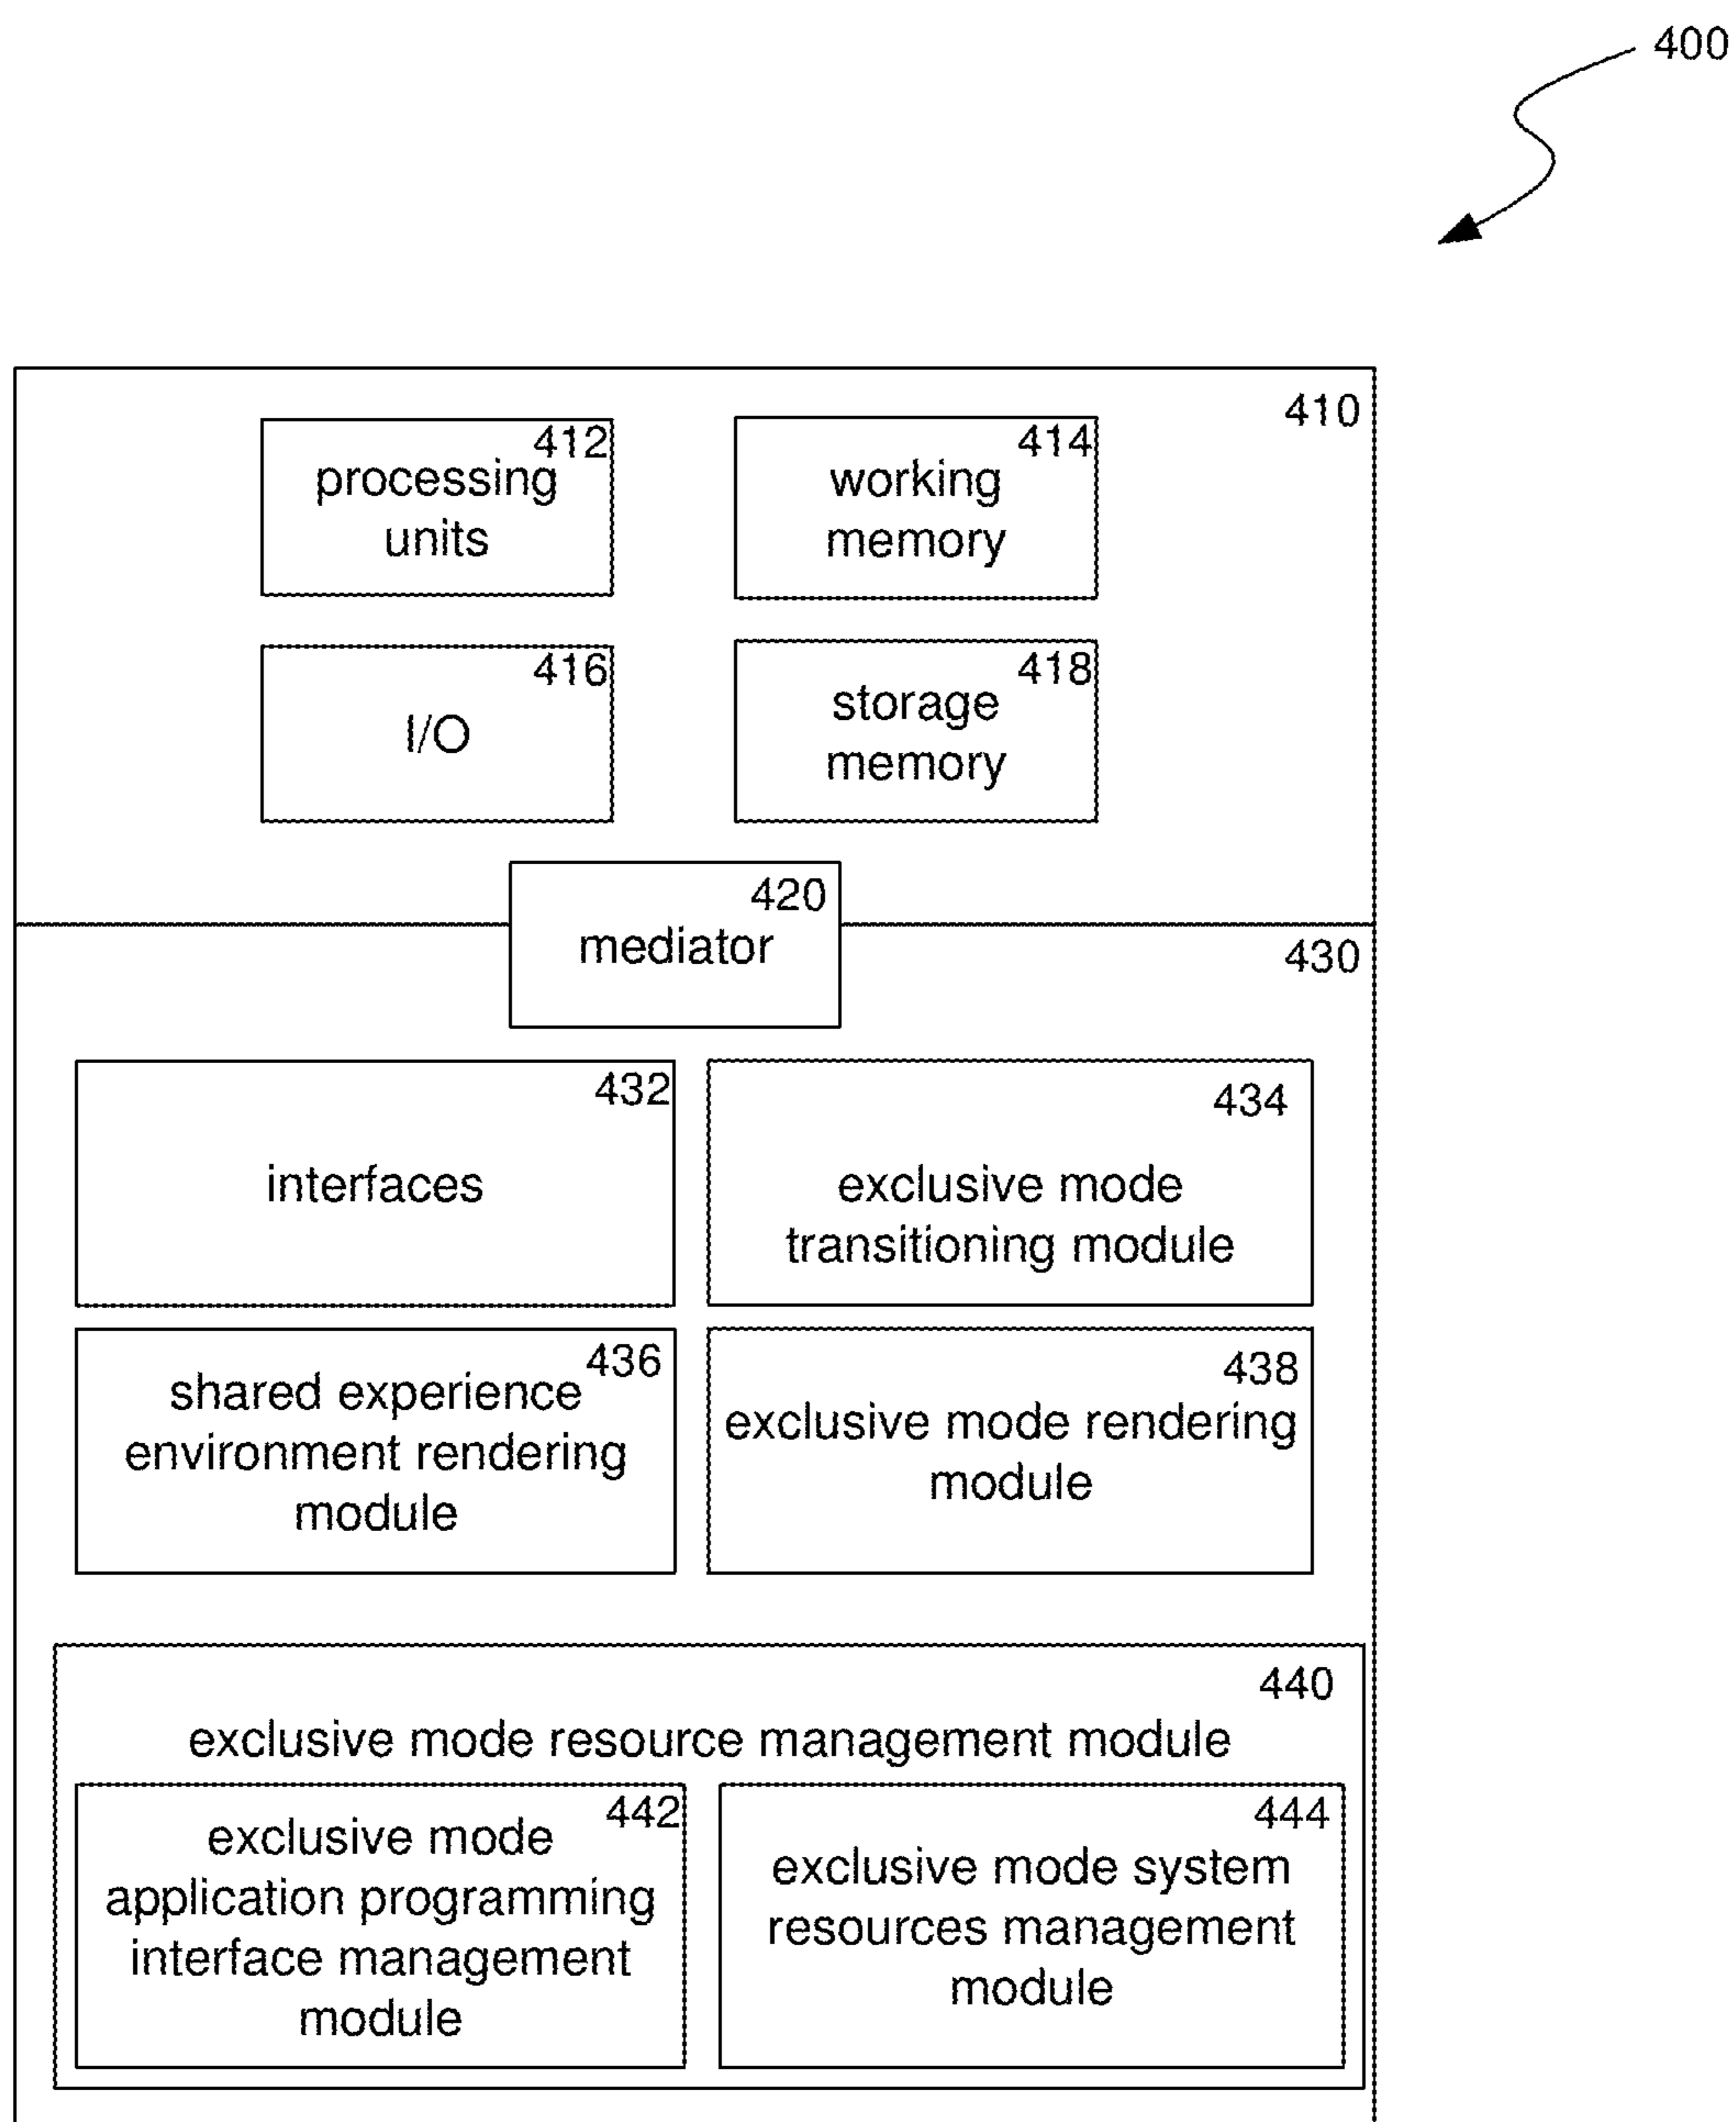 400
410
412
processing
units
414
working
memory
416
I/O
418
storage
memory
420
mediator
430
432
interfaces
434
exclusive mode
transitioning module
436
shared experience
environment rendering
module
438
exclusive mode rendering
module
440
exclusive mode resource management module
442
exclusive mode
application programming
interface management
module
444
exclusive mode system
resources management
module